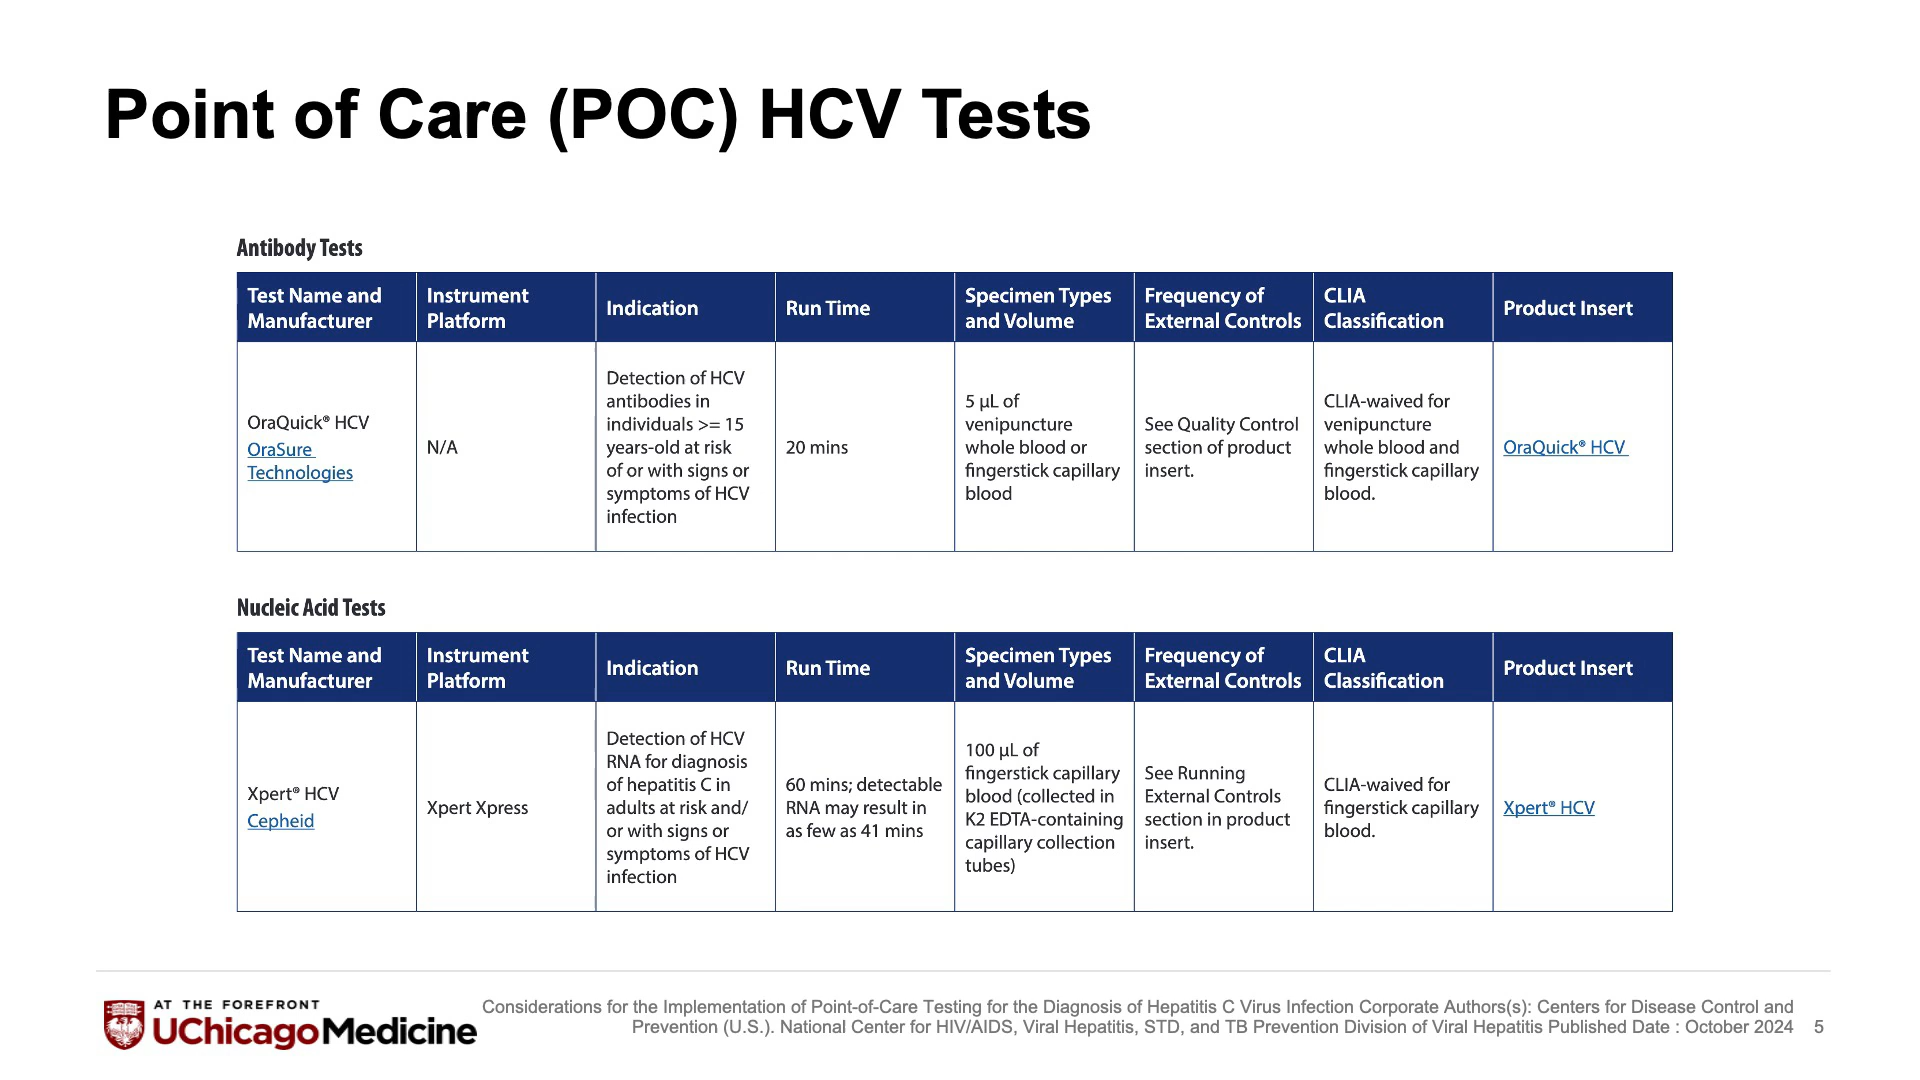 Point of Care (POC) HCV Tests
Antibody Tests
Test Name and
Manufacturer
Instrument
Platform
Indication
Run Time
Specimen Types
and Volume
Frequency of
External Controls
CLIA
Classification
Product Insert
OraQuick® HCV
OraSure
Technologies
N/A
Detection of HCV
antibodies in
individuals >= 15
years-old at risk
of or with signs or
symptoms of HCV
infection
20 mins
5 µL of
venipuncture
whole blood or
fingerstick capillary
blood
See Quality Control
section of product
insert.
CLIA-waived for
venipuncture
whole blood and
fingerstick capillary
blood.
OraQuick® HCV
Nucleic Acid Tests
Test Name and
Manufacturer
Instrument
Platform
Indication
Run Time
Specimen Types
and Volume
Frequency of
External Controls
CLIA
Classification
Product Insert
Xpert® HCV
Cepheid
Xpert Xpress
Detection of HCV
RNA for diagnosis
of hepatitis C in
adults at risk and/
or with signs or
symptoms of HCV
infection
60 mins; detectable
RNA may result in
as few as 41 mins
100 µL of
fingerstick capillary
blood (collected in
K2 EDTA-containing
capillary collection
tubes)
See Running
External Controls
section in product
insert.
CLIA-waived for
fingerstick capillary
blood.
Xpert® HCV
AT THE FOREFRONT
UChicago Medicine
Considerations for the Implementation of Point-of-Care Testing for the Diagnosis of Hepatitis C Virus Infection Corporate Authors(s): Centers for Disease Control and
Prevention (U.S.). National Center for HIV/AIDS, Viral Hepatitis, STD, and TB Prevention Division of Viral Hepatitis Published Date : October 2024
5